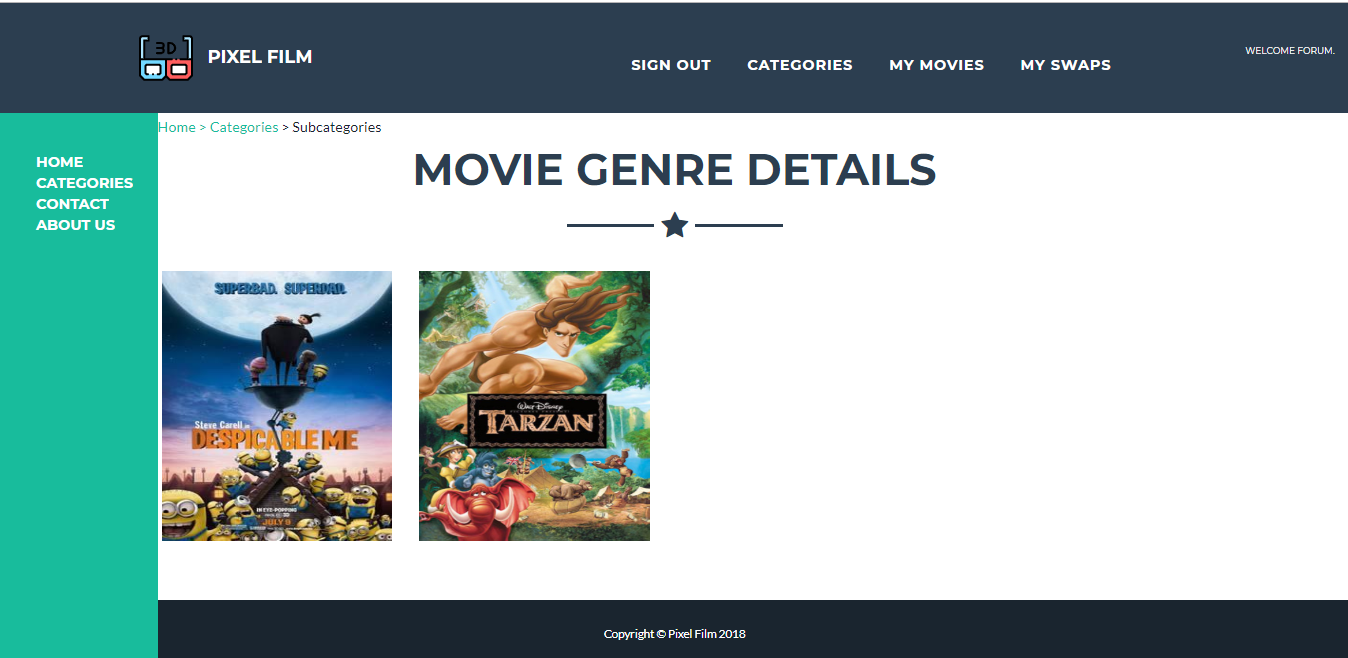 3D
PIXEL FILM
SIGN OUT
CATEGORIES
MY MOVIES
MY SWAPS
WELCOME FORUM.
HOME
CATEGORIES
CONTACT
ABOUT US
Home > Categories > Subcategories
MOVIE GENRE DETAILS
SUPERBAD. SUPERDAD.
Steve Carell in
DESPICABLE ME
IN EYE-POPPING
3D
JULY 9
Walt Disney
TARZAN
Copyright © Pixel Film 2018